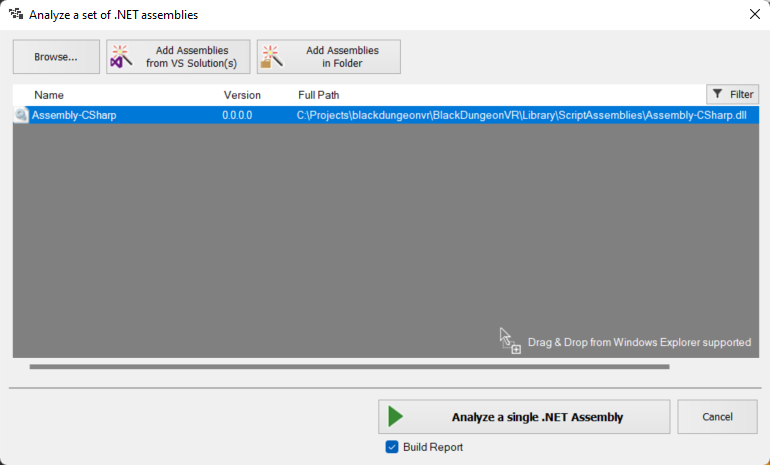 Analyze a set of .NET assemblies
Browse...
Add Assemblies
from VS Solution(s)
Add Assemblies
in Folder
Name Version Full Path Filter
Assembly-CSharp 0.0.0.0 C:\Projects\blackdungeonvr\BlackDungeonVR\Library\ScriptAssemblies\Assembly-CSharp.dll
Drag & Drop from Windows Explorer supported
Analyze a single .NET Assembly
Cancel
Build Report